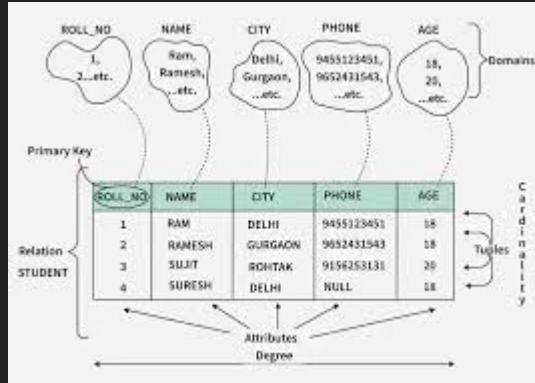 ROLL_NO NAME CITY PHONE AGE
1,
2...etc.
Ram,
Ramesh,
...etc.
Delhi,
Gurgaon,
...etc.
9455123451,
9652431543,
...etc.
18,
20,
...etc.
Domains
Primary Key
ROLL_NO NAME CITY PHONE AGE
1 RAM DELHI 9455123451 18
2 RAMESH GURGAON 9652431543 18
3 SUJIT ROHTAK 9156253131 20
4 SURESH DELHI NULL 18
Relation
STUDENT
Tuples
Cardinality
Attributes
Degree